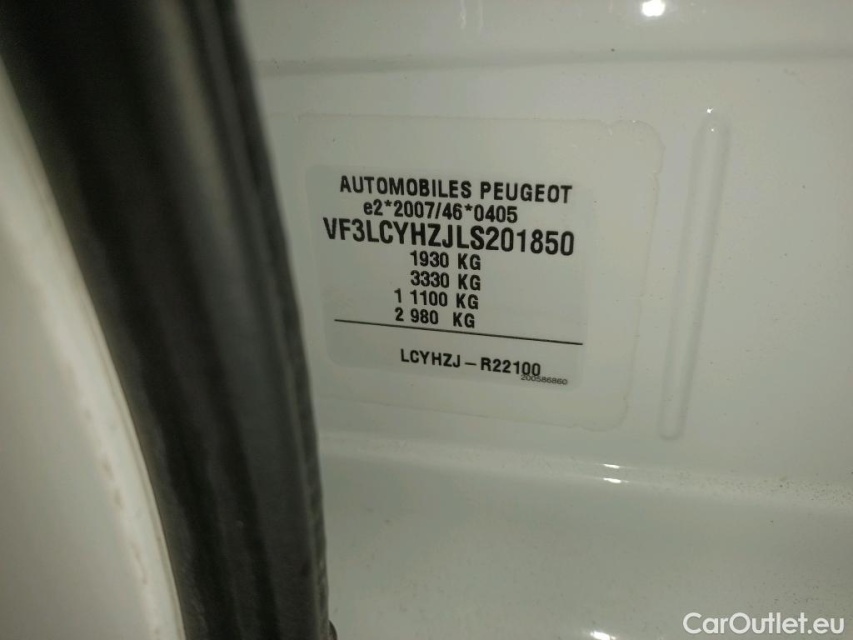 AUTOMOBILES PEUGEOT
e2*2007/46*0405
VF3LCYHZJLS201850
1930 KG
3330 KG
1 1100 KG
2 980 KG
LCYHZJ-R22100
200586860
CarOutlet.eu